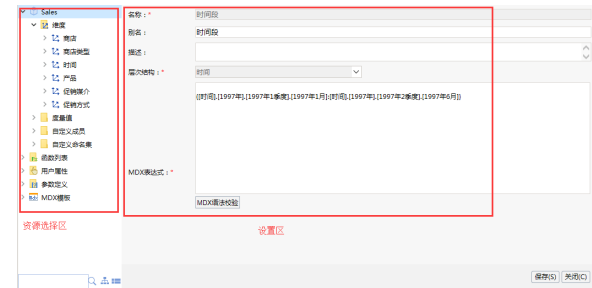 Sales
维度
商店
商店类型
时间
产品
促销媒介
促销方式
度量值
自定义成员
自定义命名集
函数列表
用户属性
参数定义
MDX模板
资源选择区
名称：* 时间段
别名： 时间段
描述：
层次结构：* 时间
MDX表达式：*
{[时间].[1997年].[1997年1季度].[1997年1月]:[时间].[1997年].[1997年2季度].[1997年6月]}
MDX语法校验
设置区
保存(S) 关闭(C)